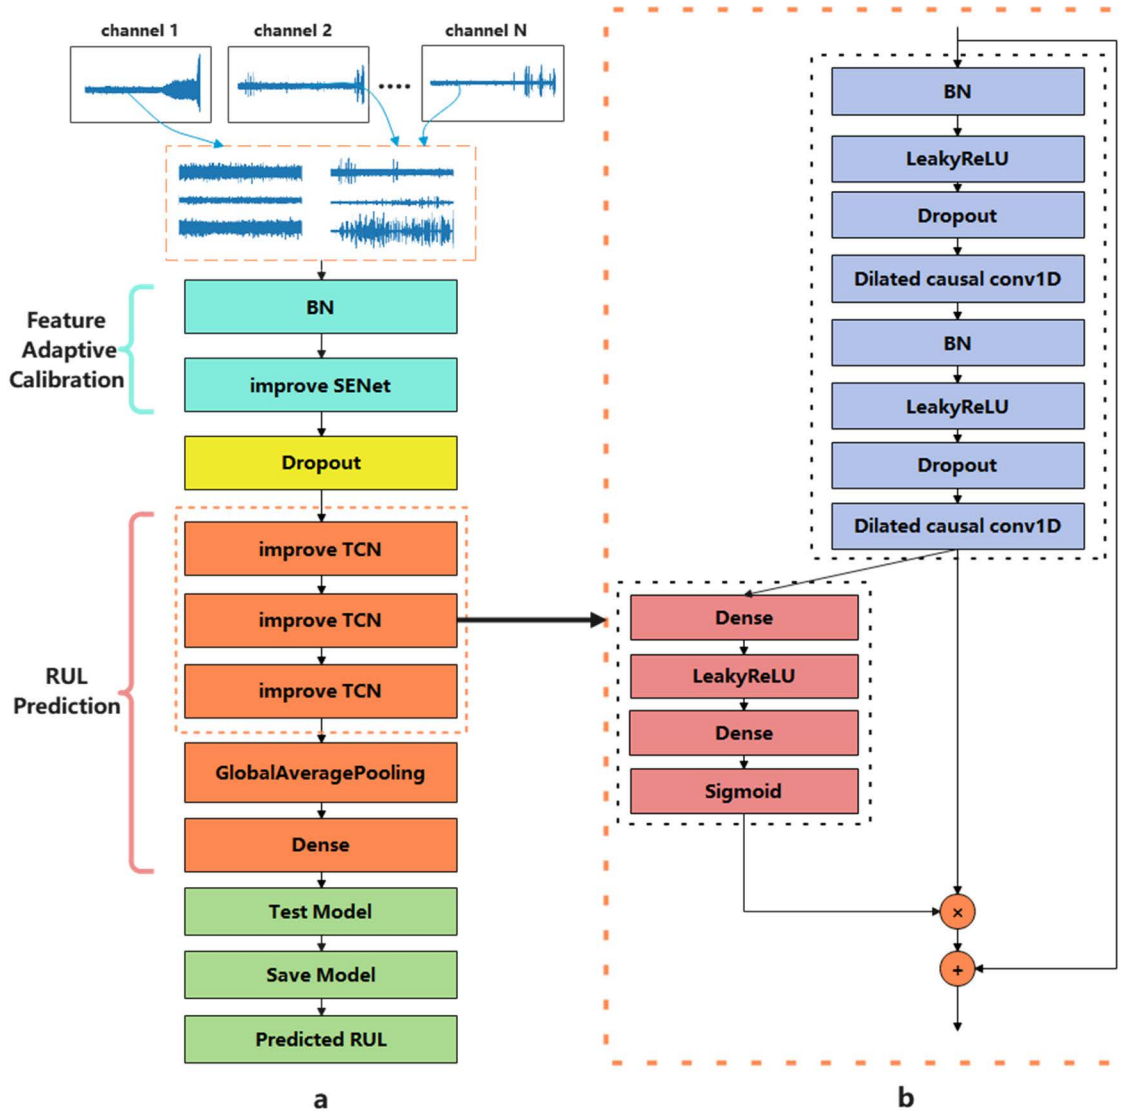 channel 1
channel 2
channel N
BN
improve SENet
Feature
Adaptive
Calibration
Dropout
improve TCN
improve TCN
improve TCN
RUL
Prediction
GlobalAveragePooling
Dense
Test Model
Save Model
Predicted RUL
a
BN
LeakyReLU
Dropout
Dilated causal conv1D
BN
LeakyReLU
Dropout
Dilated causal conv1D
Dense
LeakyReLU
Dense
Sigmoid
×
+
b